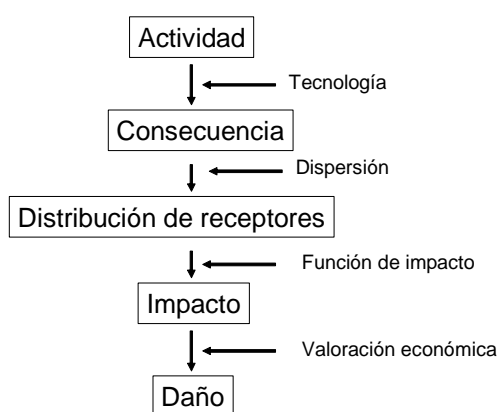 Actividad
Tecnología
Consecuencia
Dispersión
Distribución de receptores
Función de impacto
Impacto
Valoración económica
Daño